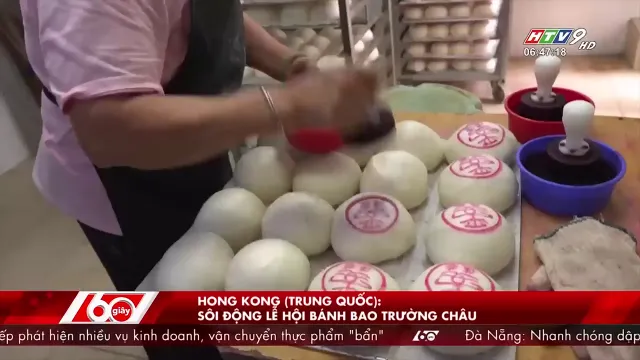 HTV9 HD
06:47:18
HONG KONG (TRUNG QUỐC):
SÔI ĐỘNG LỄ HỘI BÁNH BAO TRƯỜNG CHÂU
60 giây
ếp phát hiện nhiều vụ kinh doanh, vận chuyển thực phẩm "bẩn" 60 giây Đà Nẵng: Nhanh chóng dập